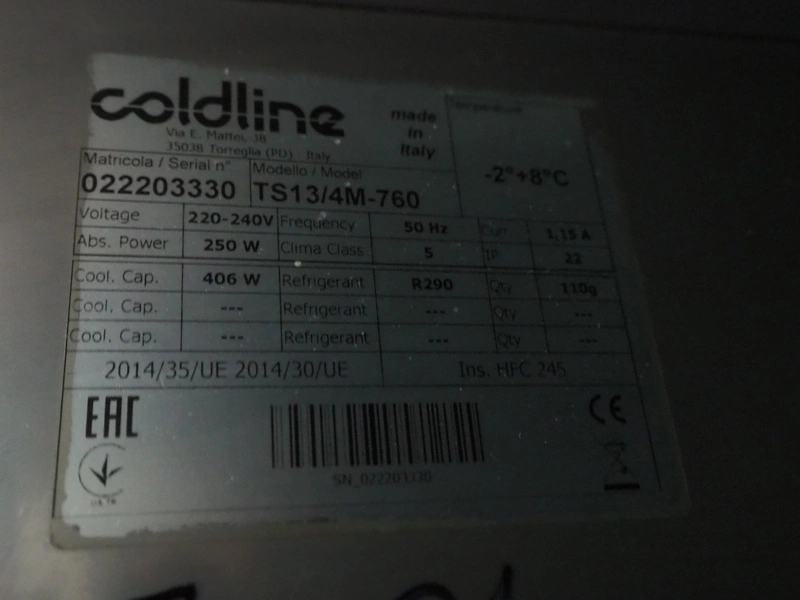 coldline
made
in
Italy
Via E. Mattei, 38
35038 Torreglia (PD) Italy
Temperature
-2°+8°C
Matricola / Serial n° Modello / Model
022203330 TS13/4M-760
Voltage 220-240V Frequency 50 Hz Curr. 1,15 A
Abs. Power 250 W Clima Class 5 IP 22
Cool. Cap. 406 W Refrigerant R290 Qty 110g
Cool. Cap. --- Refrigerant --- Qty ---
Cool. Cap. --- Refrigerant --- Qty ---
2014/35/UE 2014/30/UE Ins. HFC 245
EAC CE
SN_022203330